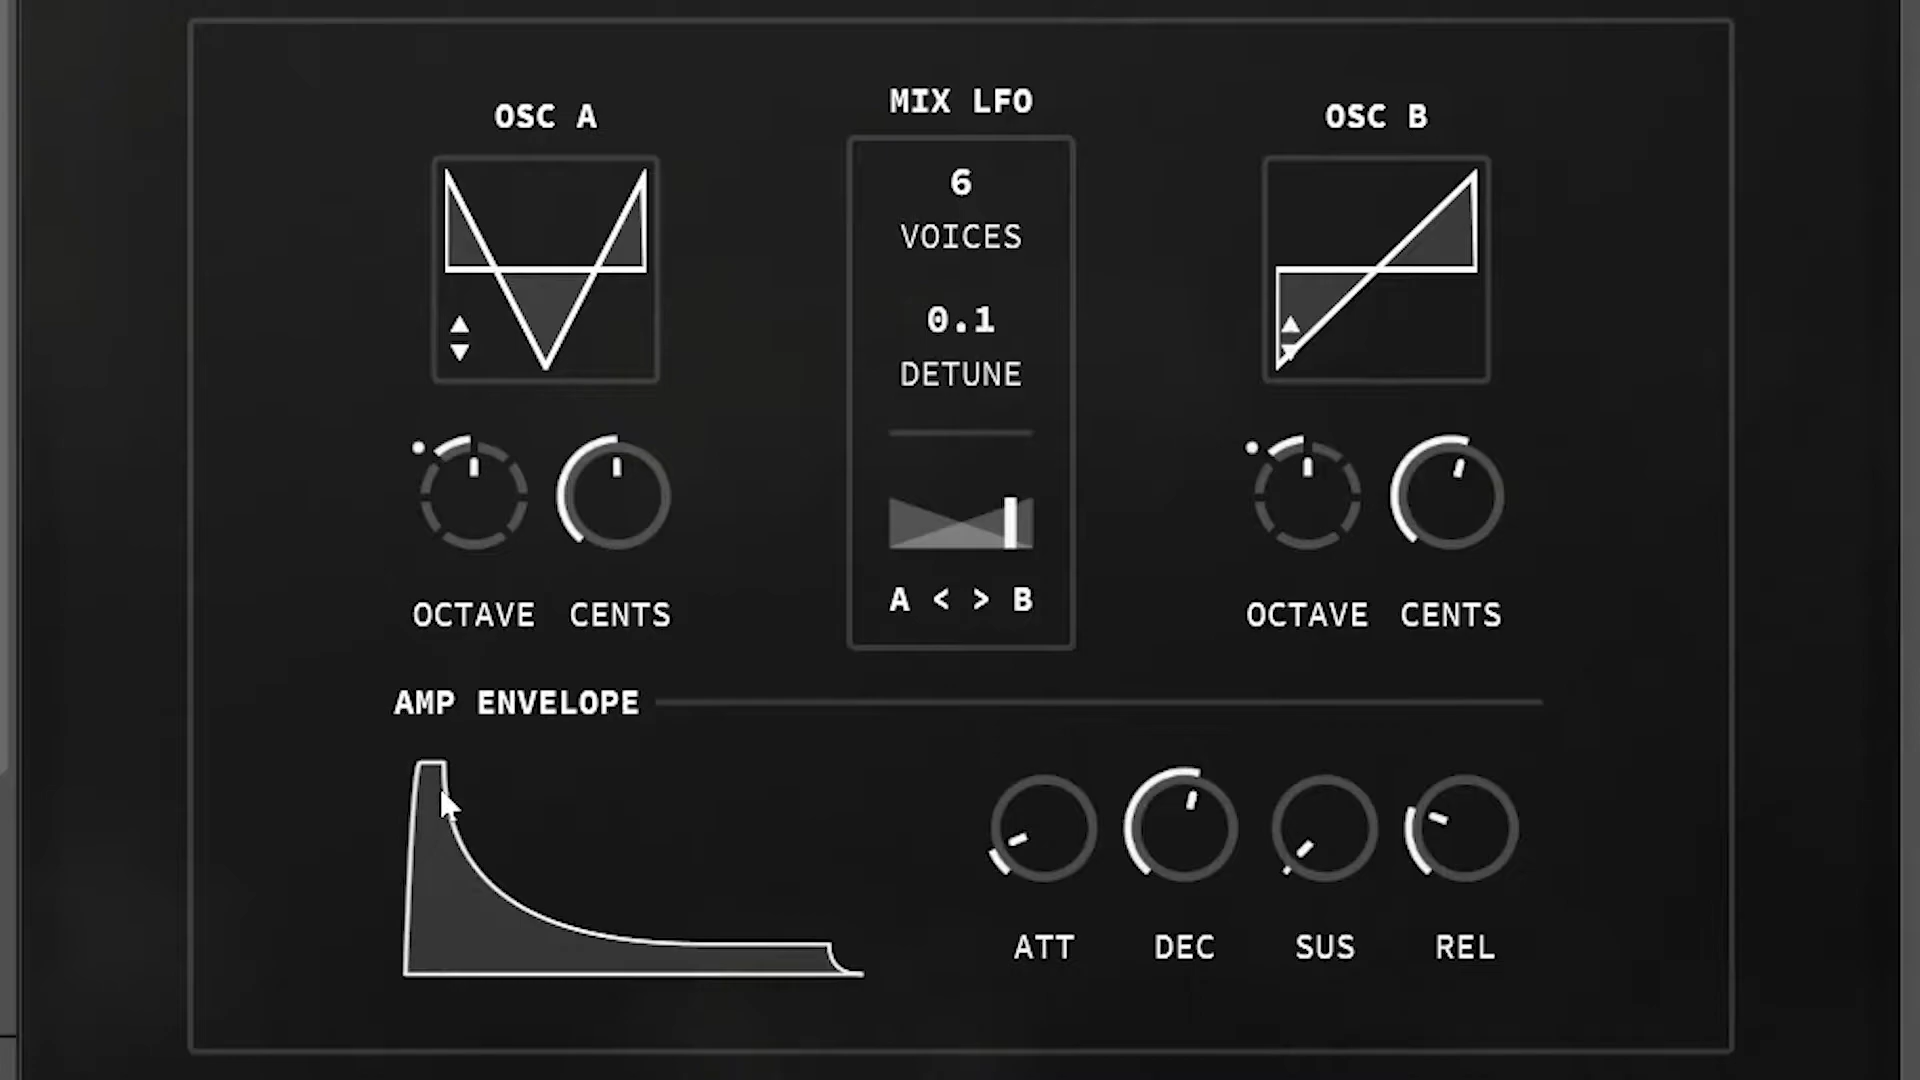 OSC A
MIX LFO
OSC B
6
VOICES
0.1
DETUNE
A < > B
OCTAVE CENTS
OCTAVE CENTS
AMP ENVELOPE
ATT DEC SUS REL